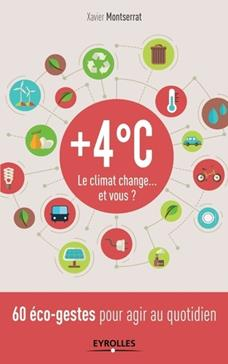 Xavier Montserrat
+4°C
Le climat change...
et vous ?
60 éco-gestes pour agir au quotidien
EYROLLES